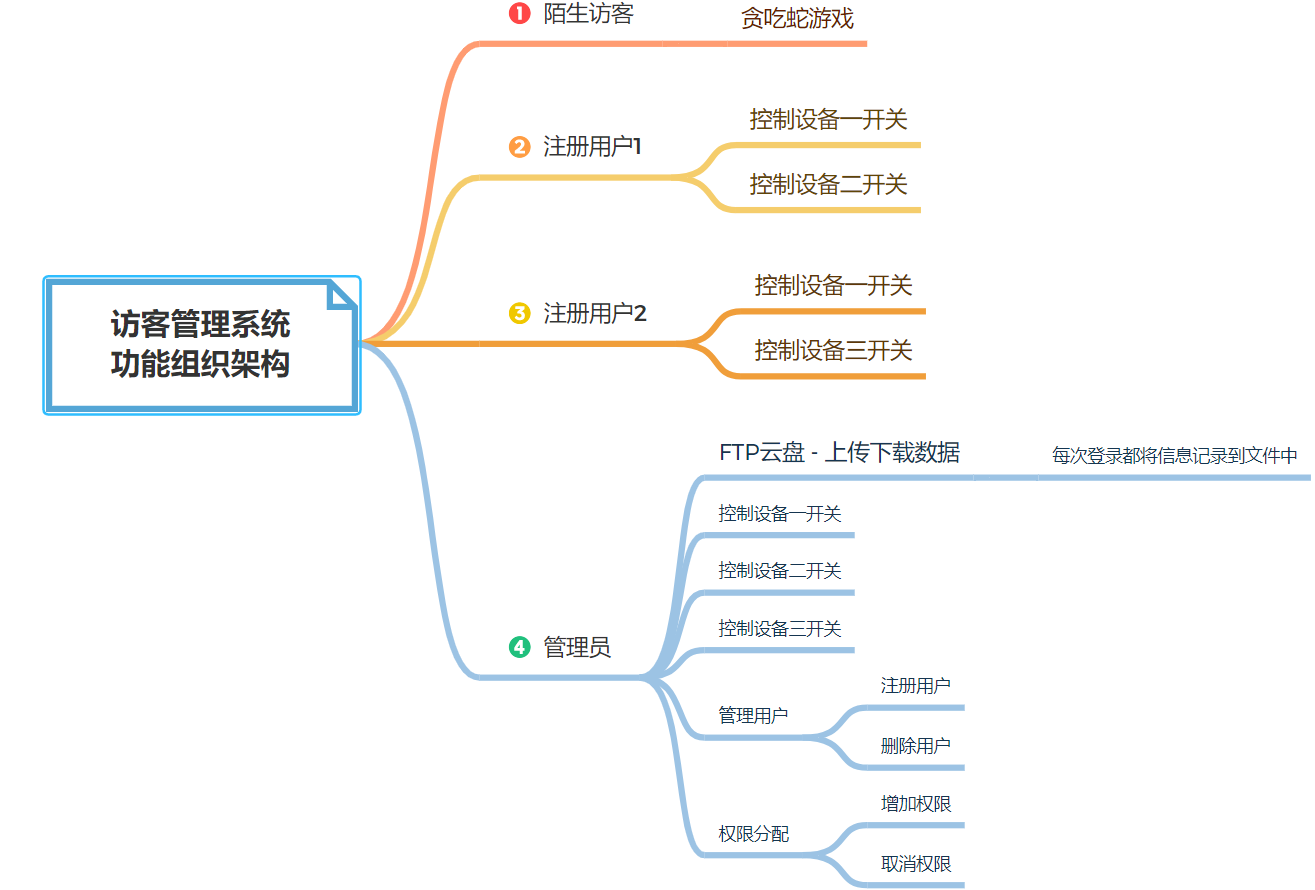 访客管理系统
功能组织架构
1 陌生访客
贪吃蛇游戏
2 注册用户1
控制设备一开关
控制设备二开关
3 注册用户2
控制设备一开关
控制设备三开关
4 管理员
FTP云盘 - 上传下载数据
每次登录都将信息记录到文件中
控制设备一开关
控制设备二开关
控制设备三开关
管理用户
注册用户
删除用户
权限分配
增加权限
取消权限